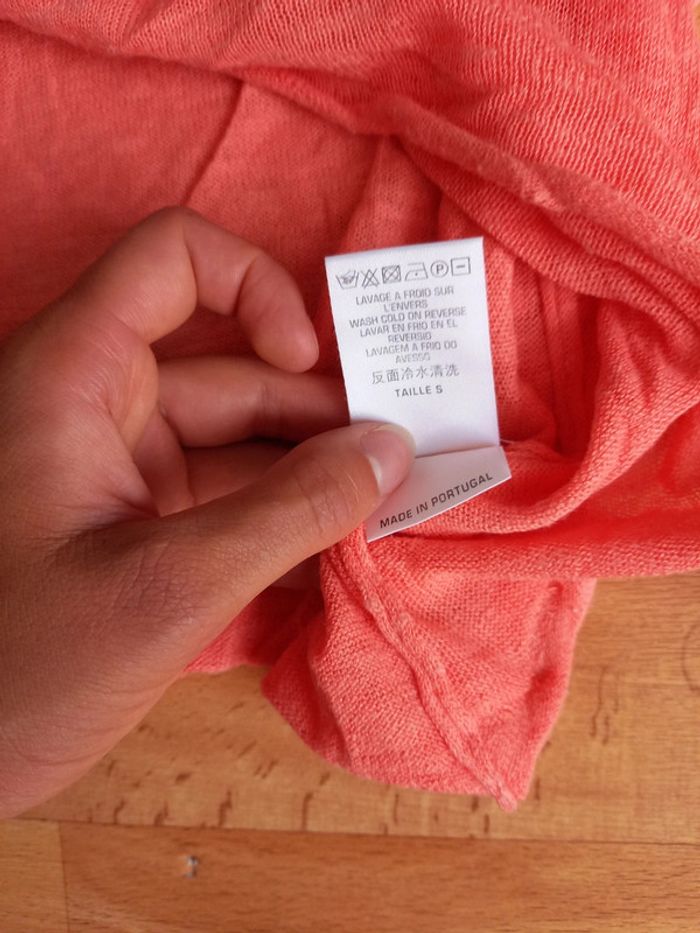 P
LAVAGE A FROID SUR
L'ENVERS
WASH COLD ON REVERSE
LAVAR EN FRIO EN EL
REVERSIO
LAVAGEM A FRIO DO
AVESSO
反面冷水清洗
TAILLE S
MADE IN PORTUGAL